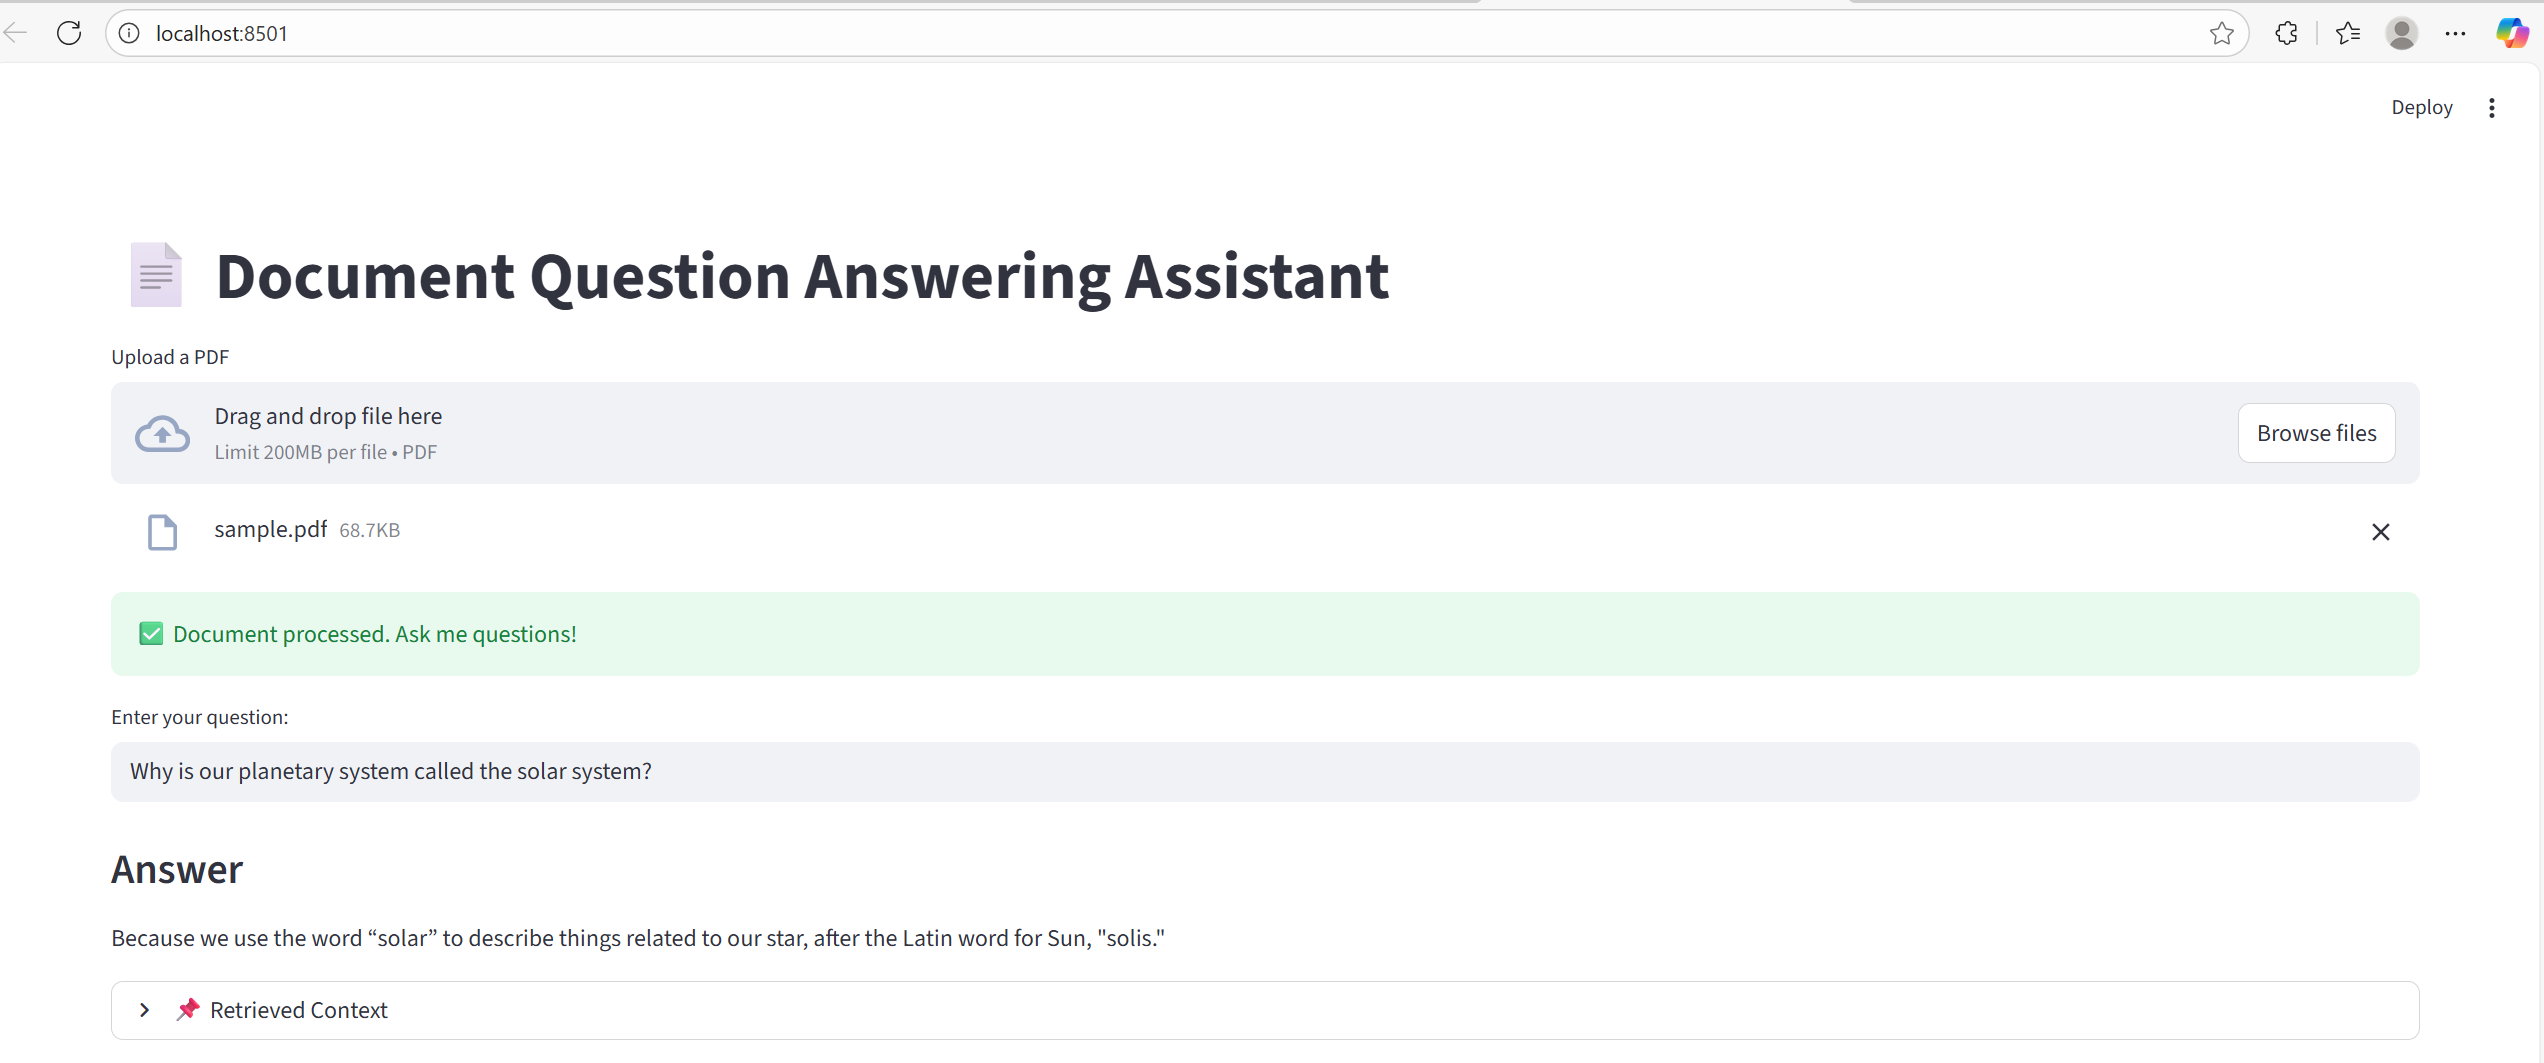 localhost:8501
Deploy
Document Question Answering Assistant
Upload a PDF
Drag and drop file here
Limit 200MB per file • PDF
Browse files
sample.pdf 68.7KB
Document processed. Ask me questions!
Enter your question:
Why is our planetary system called the solar system?
Answer
Because we use the word “solar” to describe things related to our star, after the Latin word for Sun, "solis."
Retrieved Context